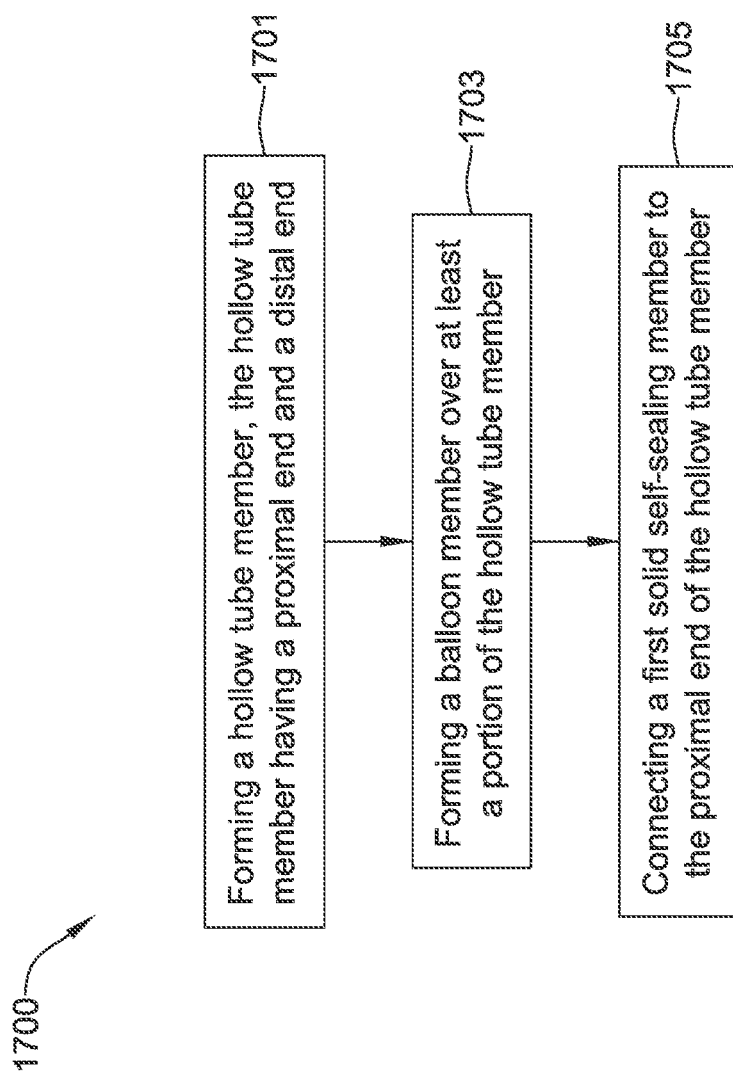 1700
Forming a hollow tube member, the hollow tube
member having a proximal end and a distal end
1701
Forming a balloon member over at least
a portion of the hollow tube member
1703
Connecting a first solid self-sealing member to
the proximal end of the hollow tube member
1705